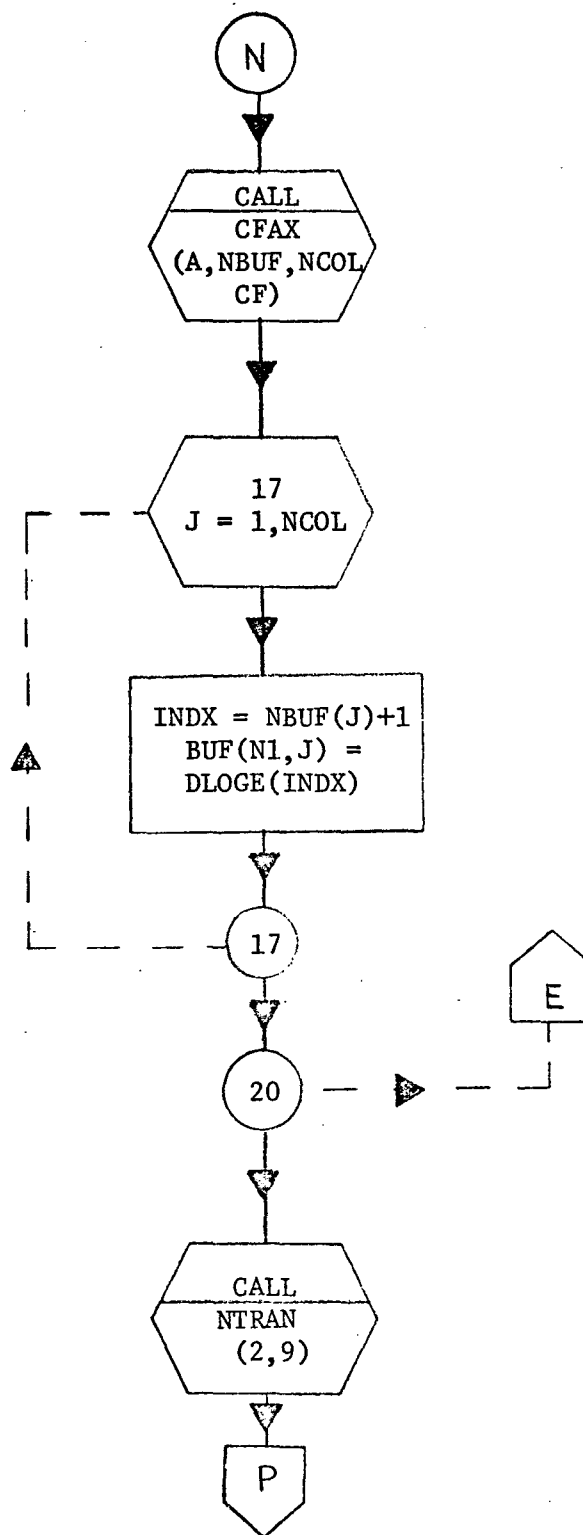 N
CALL
CFAX
(A,NBUF,NCOL
CF)
17
J = 1,NCOL
INDX = NBUF(J)+1
BUF(N1,J) =
DLOGE(INDX)
17
E
20
CALL
NTRAN
(2,9)
P